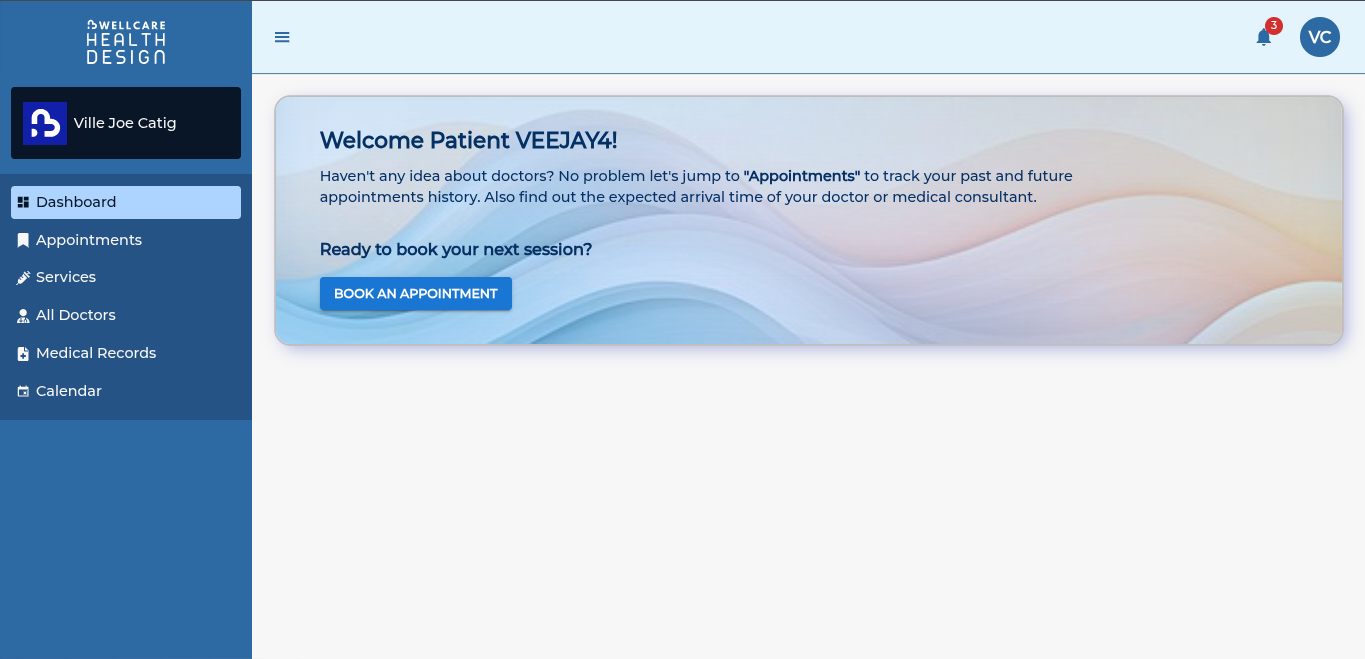 WELLCARE
HEALTH
DESIGN
Ville Joe Catig
Dashboard
Appointments
Services
All Doctors
Medical Records
Calendar
3
VC
Welcome Patient VEEJAY4!
Haven't any idea about doctors? No problem let's jump to "Appointments" to track your past and future
appointments history. Also find out the expected arrival time of your doctor or medical consultant.
Ready to book your next session?
BOOK AN APPOINTMENT